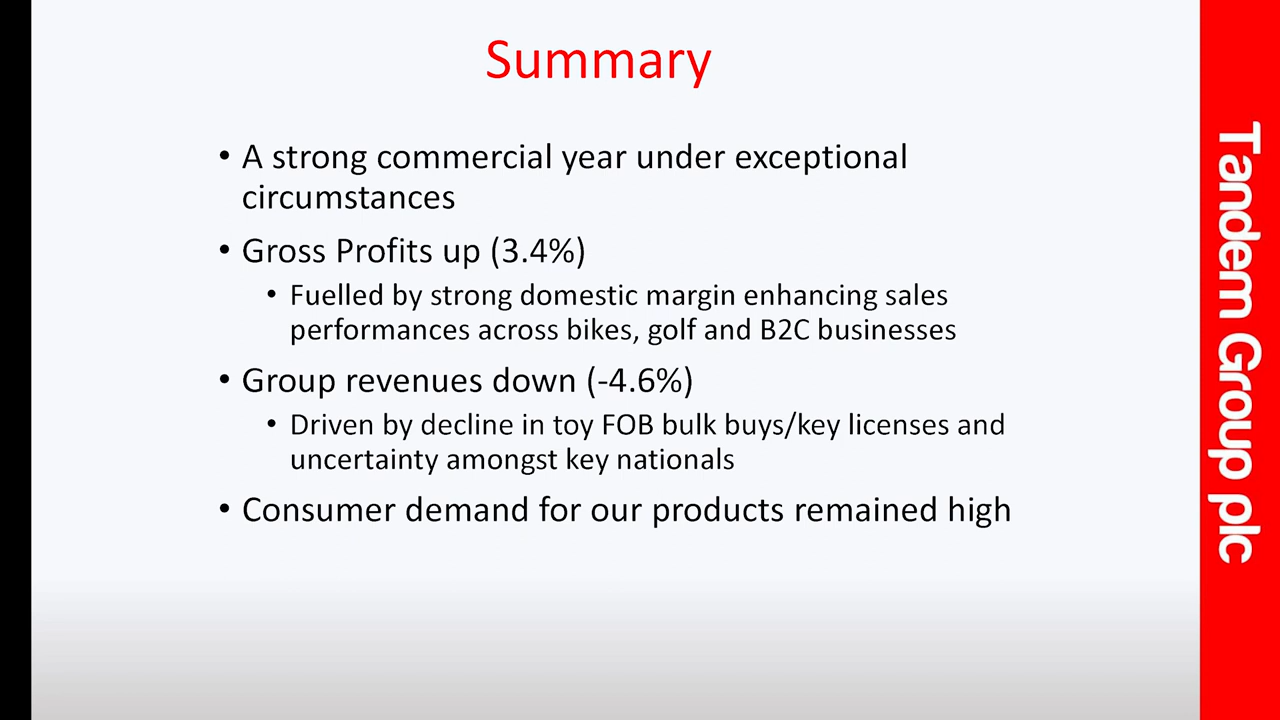 Summary
• A strong commercial year under exceptional
circumstances
• Gross Profits up (3.4%)
• Fuelled by strong domestic margin enhancing sales
performances across bikes, golf and B2C businesses
• Group revenues down (-4.6%)
• Driven by decline in toy FOB bulk buys/key licenses and
uncertainty amongst key nationals
• Consumer demand for our products remained high
Tandem Group plc